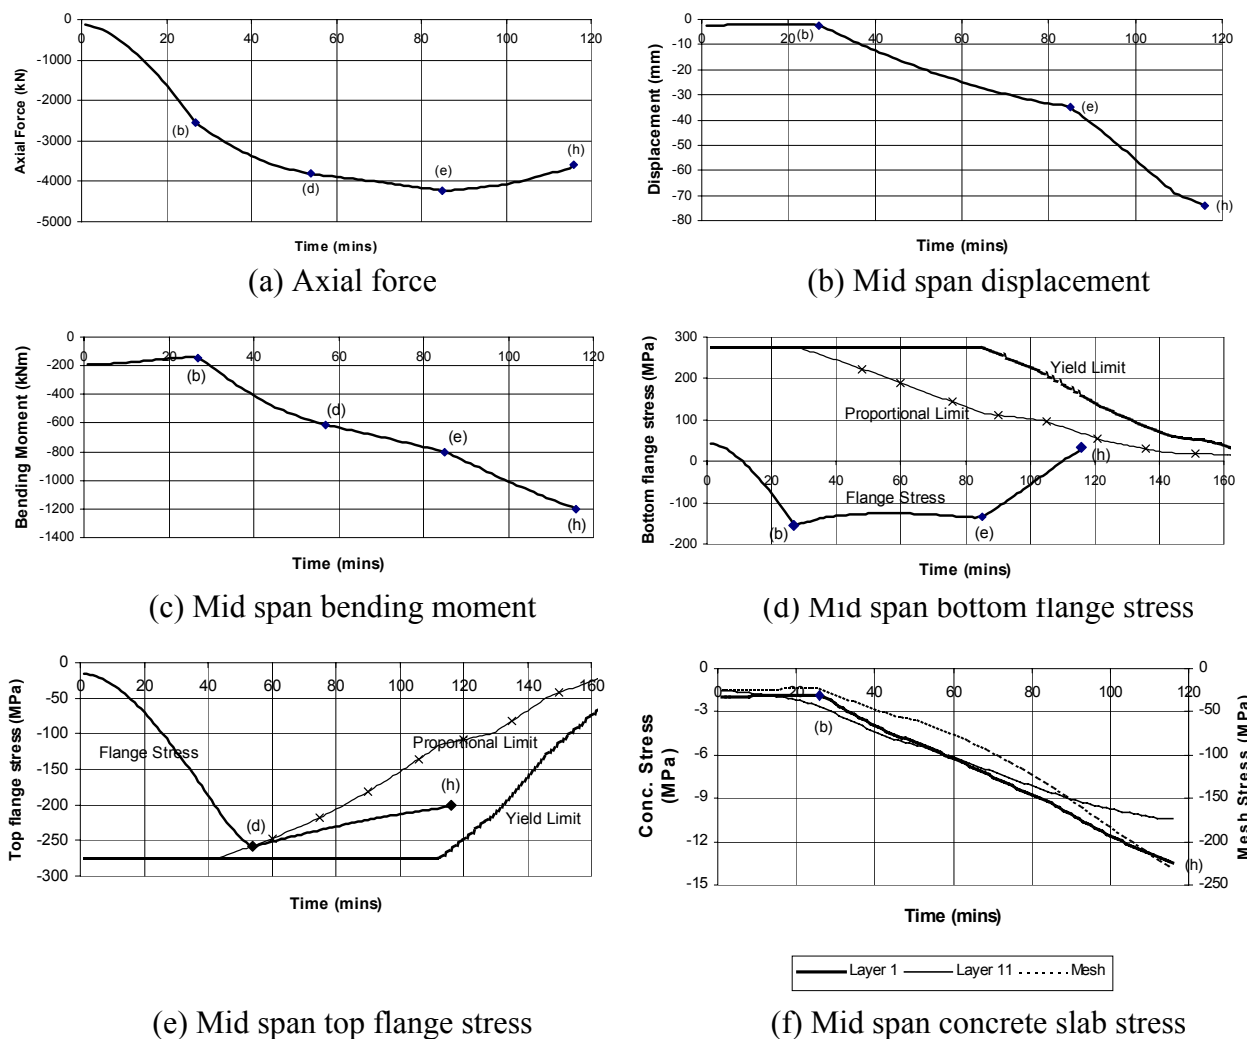 0
-1000
-2000
-3000
-4000
-5000
0 20 40 60 80 100 120
Axial Force (kN)
(b)
(d)
(e)
(h)
Time (mins)
(a) Axial force
0
-10
-20
-30
-40
-50
-60
-70
-80
0 20 40 60 80 100 120
Displacement (mm)
(b)
(e)
(h)
Time (mins)
(b) Mid span displacement
0
-200
-400
-600
-800
-1000
-1200
-1400
0 20 40 60 80 100 120
Bending Moment (kNm)
(b)
(d)
(e)
(h)
Time (mins)
(c) Mid span bending moment
300
200
100
0
-100
-200
0 20 40 60 80 100 120 140 160
Bottom flange stress (MPa)
Yield Limit
Proportional Limit
Flange Stress
(b)
(e)
(h)
Time (mins)
(d) Mid span bottom flange stress
0
-50
-100
-150
-200
-250
-300
0 20 40 60 80 100 120 140 160
Top flange stress (MPa)
Flange Stress
Proportional Limit
Yield Limit
(d)
(h)
Time (mins)
(e) Mid span top flange stress
0
-3
-6
-9
-12
-15
0 20 40 60 80 100 120
0
-50
-100
-150
-200
-250
Conc. Stress
(MPa)
Mesh Stress (MPa)
(b)
(h)
Time (mins)
Layer 1 Layer 11 Mesh
(f) Mid span concrete slab stress